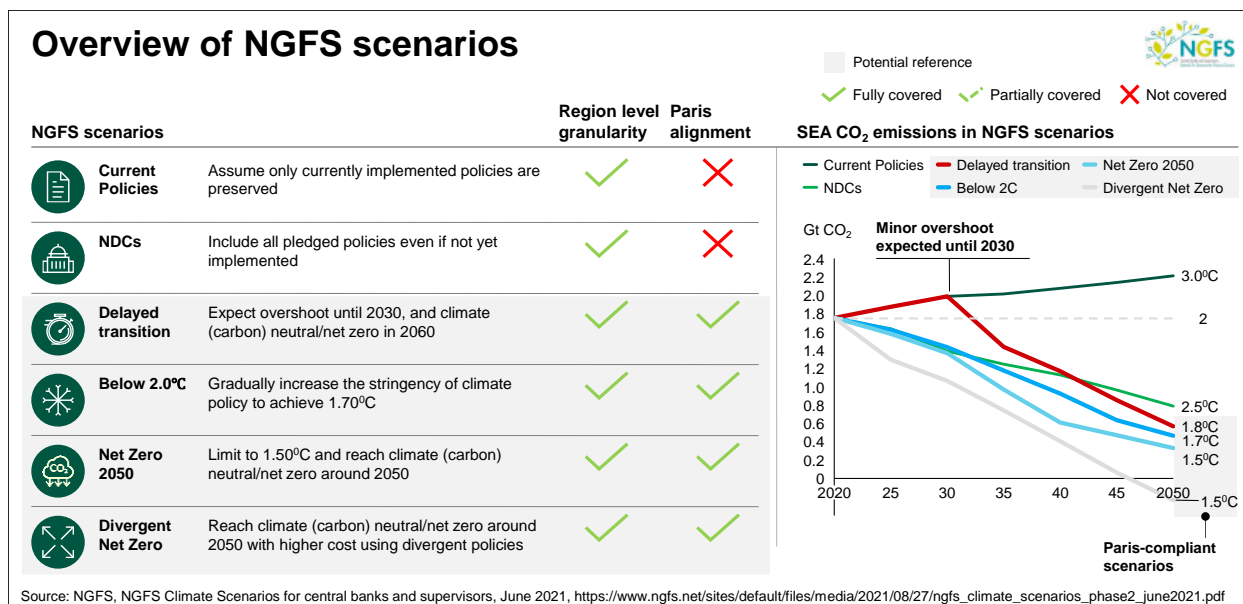 Overview of NGFS scenarios
NGFS
Potential reference
Fully covered
Partially covered
Not covered
NGFS scenarios
Region level
granularity
Paris
alignment
Current
Policies
Assume only currently implemented policies are
preserved
NDCs
Include all pledged policies even if not yet
implemented
Delayed
transition
Expect overshoot until 2030, and climate
(carbon) neutral/net zero in 2060
Below 2.0℃
Gradually increase the stringency of climate
policy to achieve 1.70⁰C
CO₂
Net Zero
2050
Limit to 1.50⁰C and reach climate (carbon)
neutral/net zero around 2050
Divergent
Net Zero
Reach climate (carbon) neutral/net zero around
2050 with higher cost using divergent policies
SEA CO₂ emissions in NGFS scenarios
Current Policies
Delayed transition
Net Zero 2050
NDCs
Below 2C
Divergent Net Zero
Gt CO₂
Minor overshoot
expected until 2030
2.4
2.2
2.0
1.8
1.6
1.4
1.2
1.0
0.8
0.6
0.4
0.2
0
2020
25
30
35
40
45
2050
3.0⁰C
2
2.5⁰C
1.8⁰C
1.7⁰C
1.5⁰C
1.5⁰C
Paris-compliant
scenarios
Source: NGFS, NGFS Climate Scenarios for central banks and supervisors, June 2021, https://www.ngfs.net/sites/default/files/media/2021/08/27/ngfs_climate_scenarios_phase2_june2021.pdf